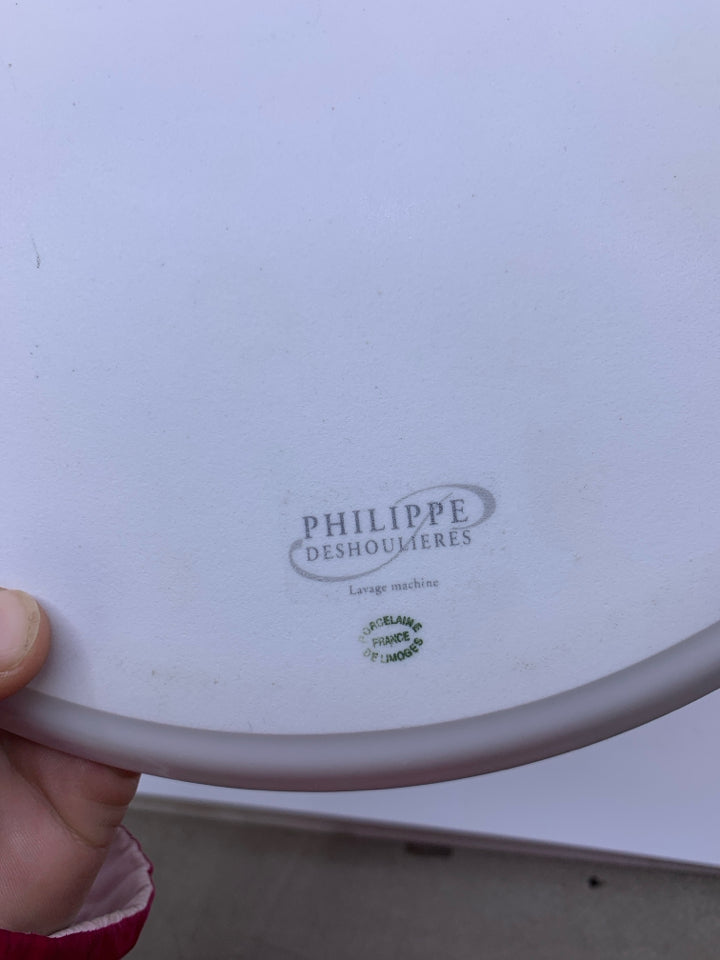 PHILIPPE
DESHOULIERES
Lavage machine
PORCELAINE
FRANCE
DE LIMOGES